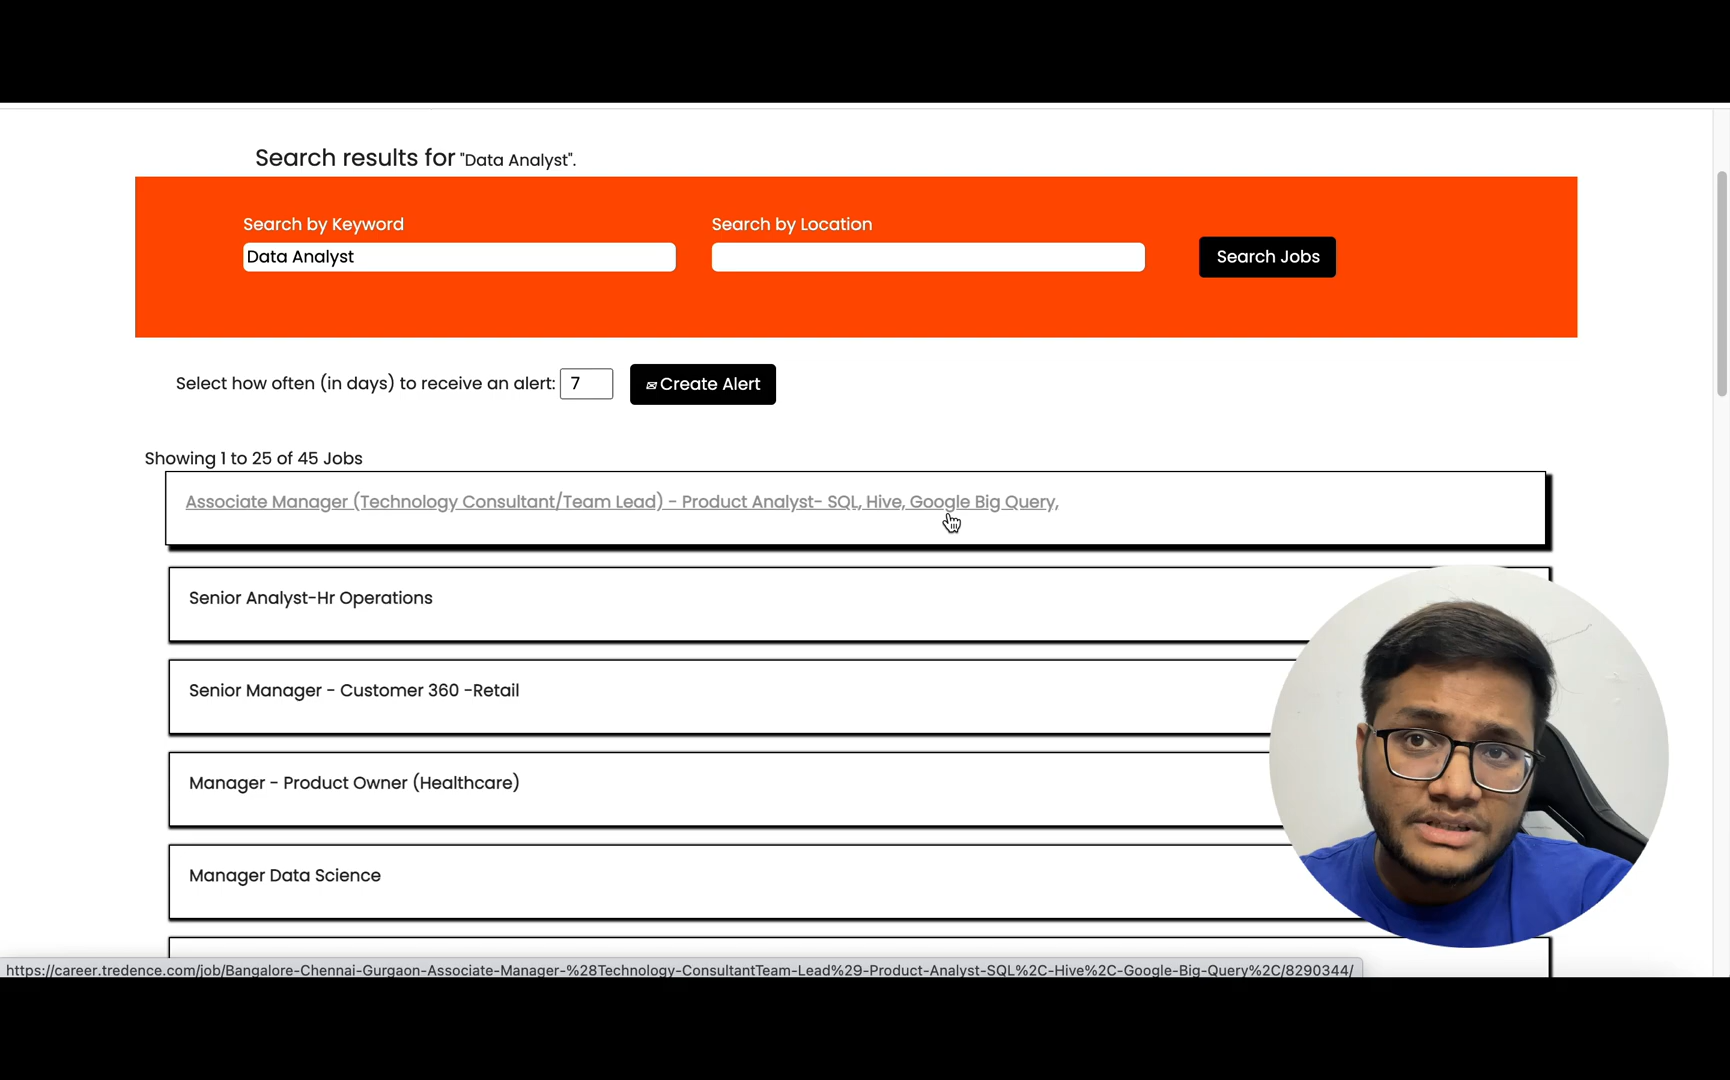 Search results for "Data Analyst".
Search by Keyword
Search by Location
Data Analyst
Search Jobs
Select how often (in days) to receive an alert: 7
Create Alert
Showing 1 to 25 of 45 Jobs
Associate Manager (Technology Consultant/Team Lead) - Product Analyst- SQL, Hive, Google Big Query,
Senior Analyst-Hr Operations
Senior Manager - Customer 360 -Retail
Manager - Product Owner (Healthcare)
Manager Data Science
https://career.tredence.com/job/Bangalore-Chennai-Gurgaon-Associate-Manager-%28Technology-ConsultantTeam-Lead%29-Product-Analyst-SQL%2C-Hive%2C-Google-Big-Query%2C/8290344/